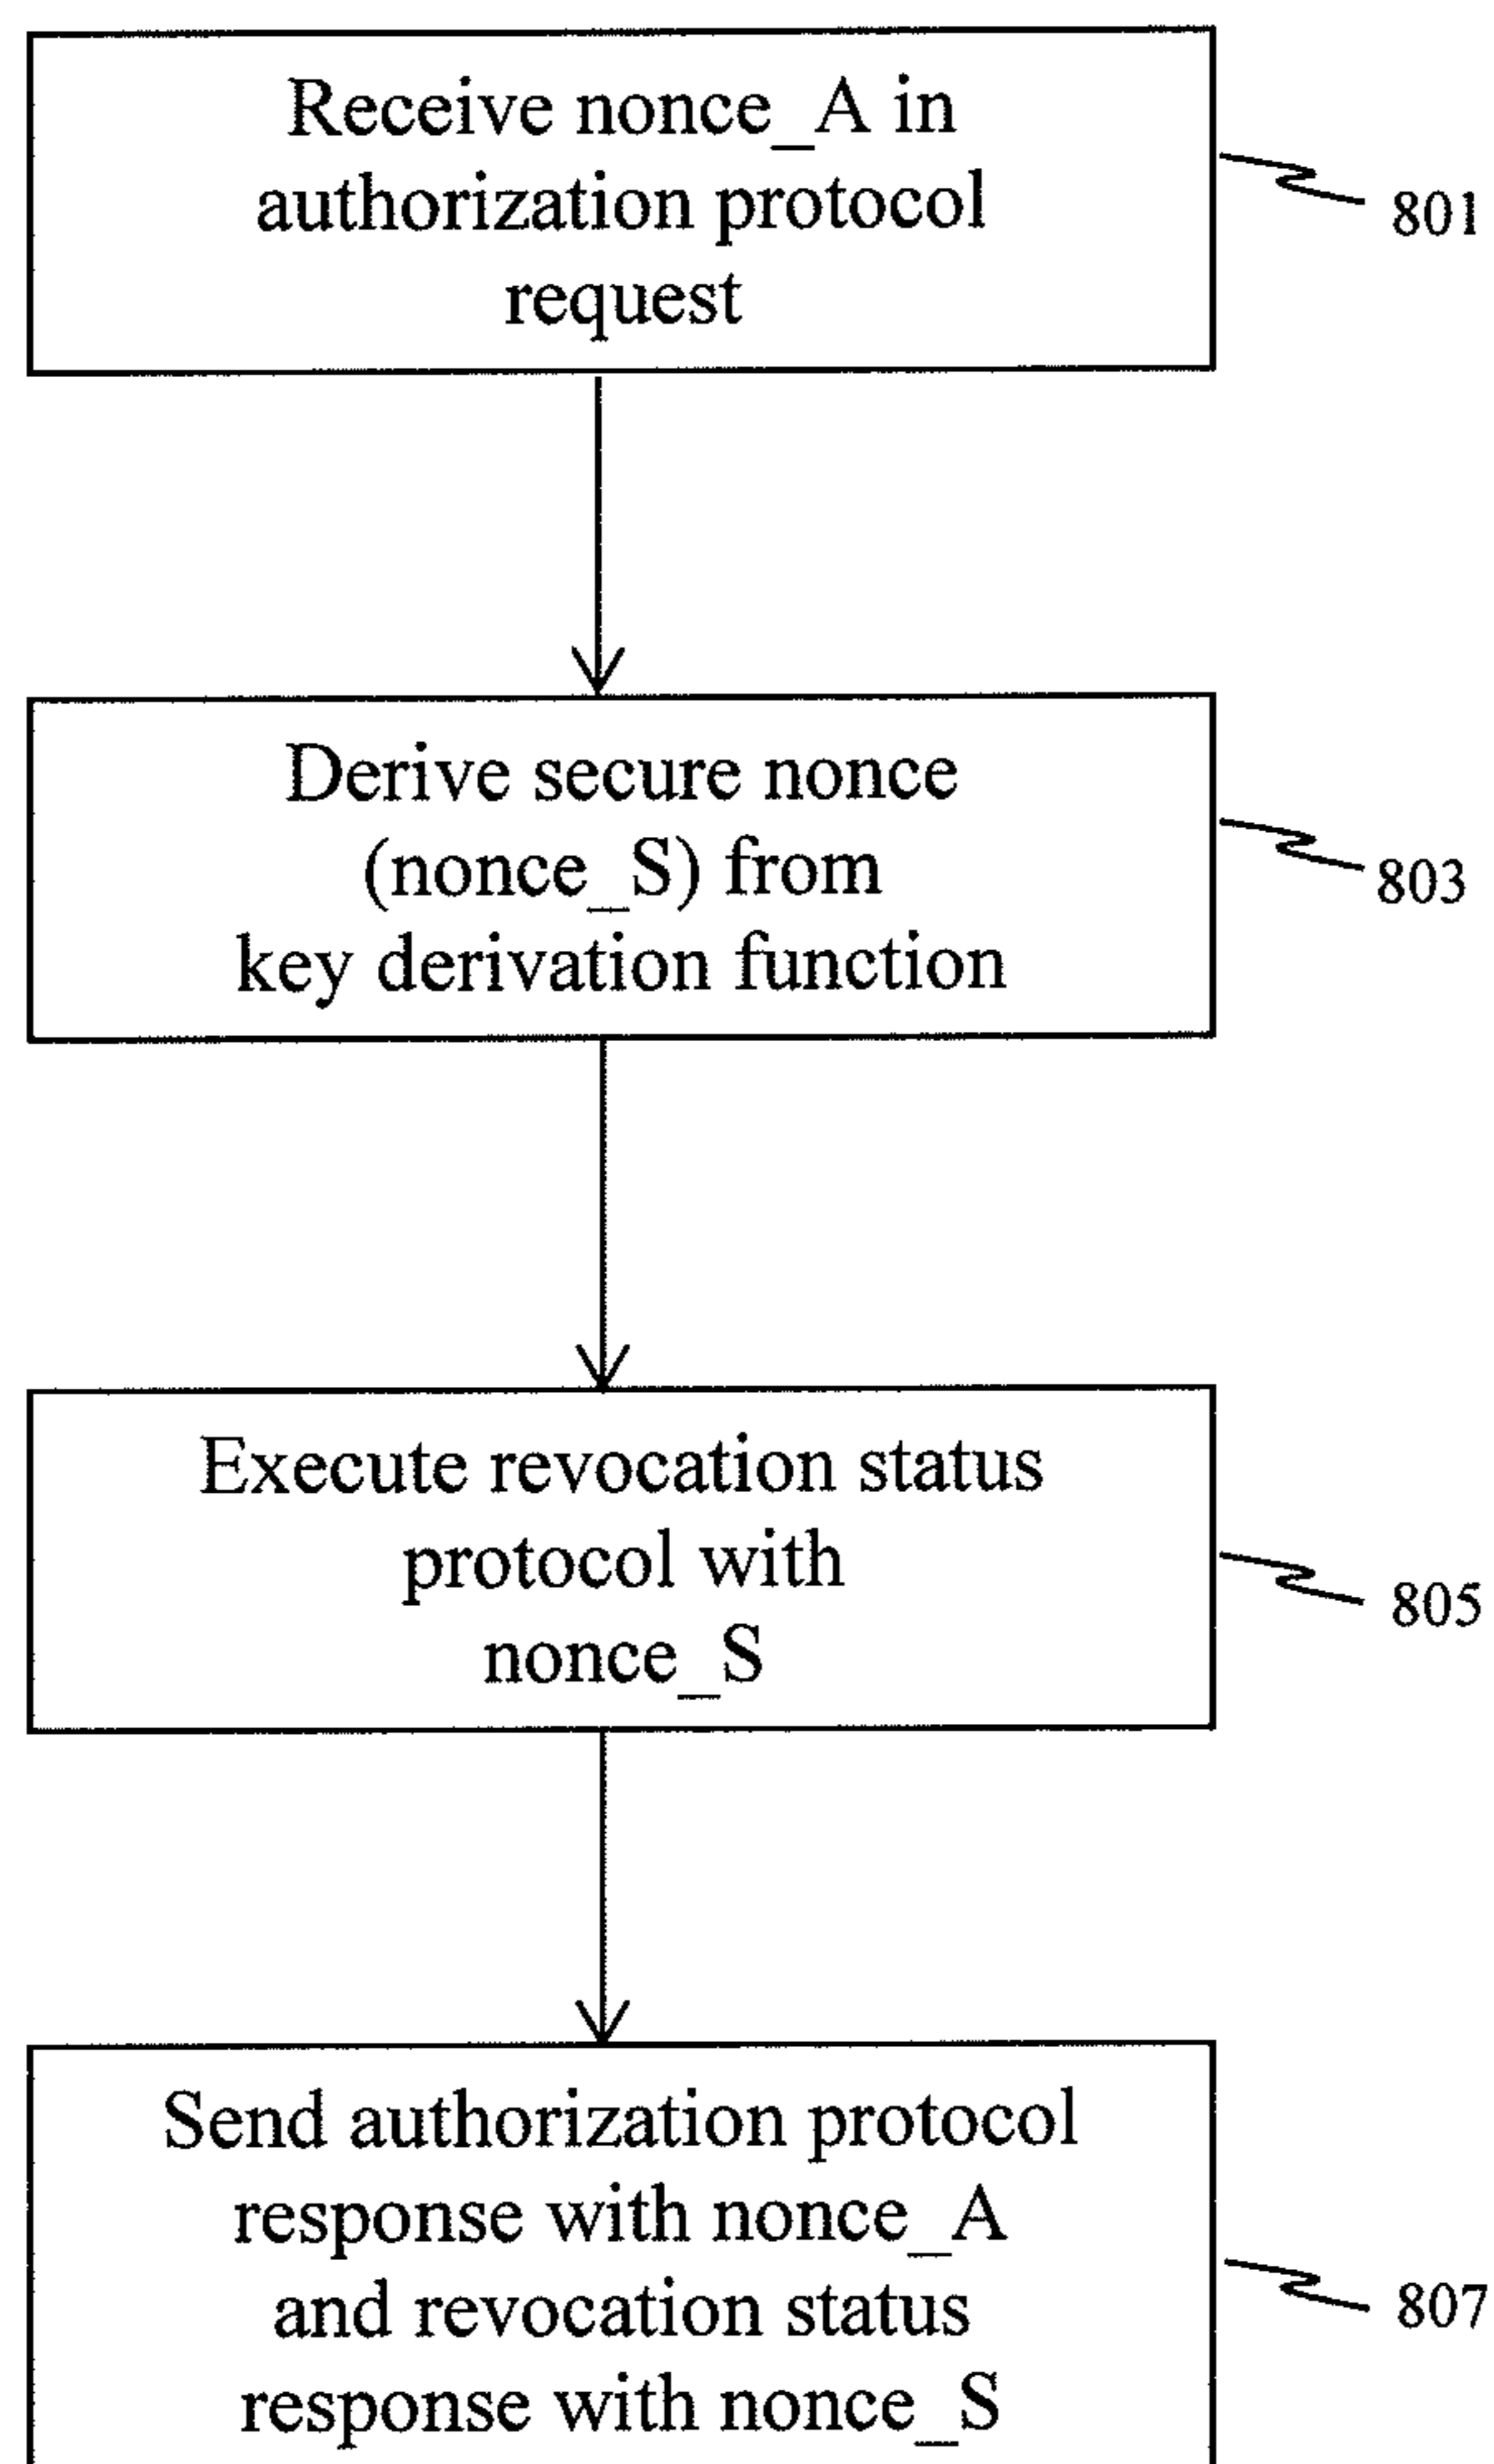 Receive nonce_A in
authorization protocol
request
801
Derive secure nonce
(nonce_S) from
key derivation function
803
Execute revocation status
protocol with
nonce_S
805
Send authorization protocol
response with nonce_A
and revocation status
response with nonce_S
807